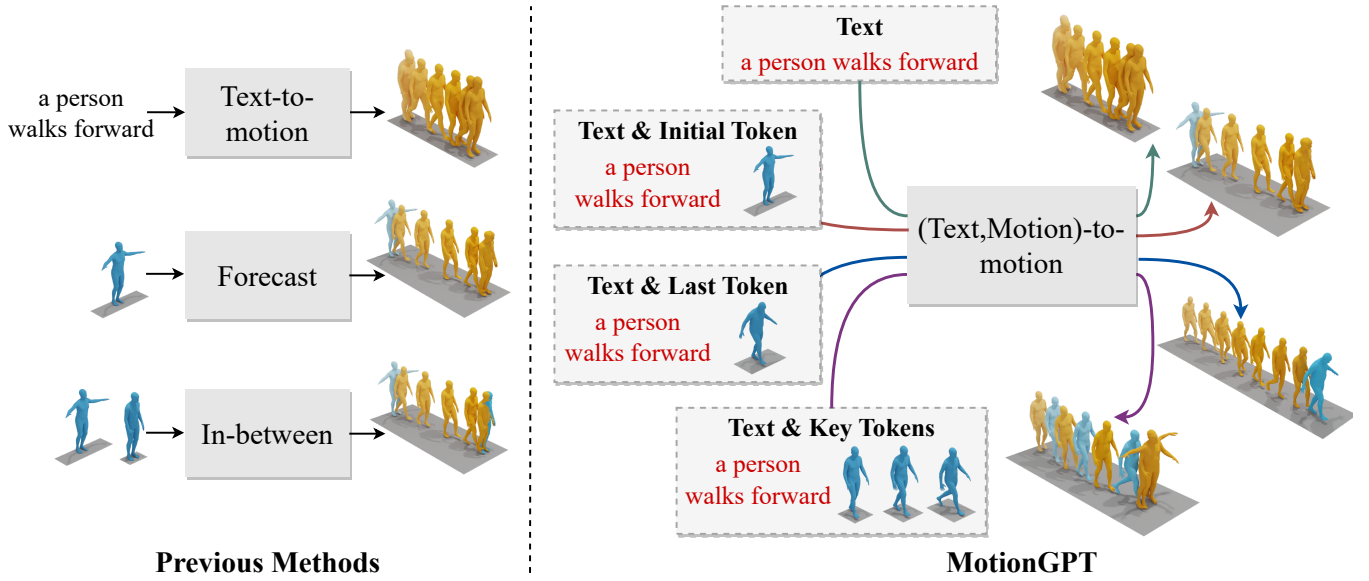 a person
walks forward
Text-to-
motion
Forecast
In-between
Previous Methods
Text
a person walks forward
Text & Initial Token
a person
walks forward
Text & Last Token
a person
walks forward
Text & Key Tokens
a person
walks forward
(Text,Motion)-to-
motion
MotionGPT